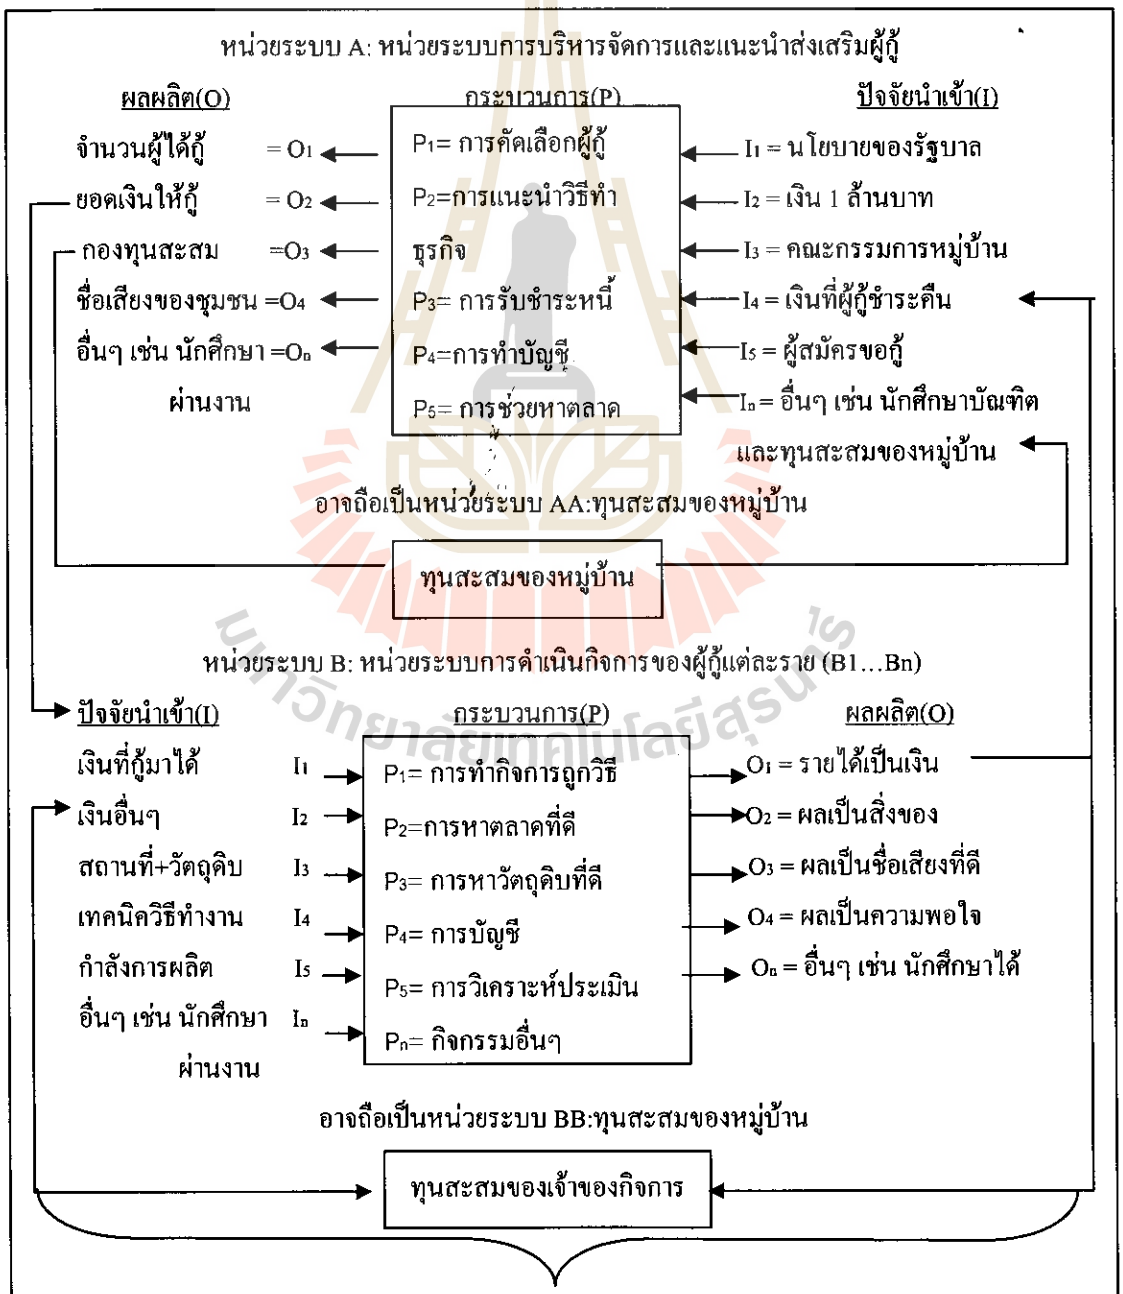 หน่วยระบบ A: หน่วยระบบการบริหารจัดการและแนะนำส่งเสริมผู้กู้
ผลผลิต(O) กระบวนการ(P) ปัจจัยนำเข้า(I)
จำนวนผู้ได้กู้ = O1 P1= การคัดเลือกผู้กู้ I1 = นโยบายของรัฐบาล
ยอดเงินให้กู้ = O2 P2=การแนะนำวิธีทำ I2 = เงิน 1 ล้านบาท
กองทุนสะสม =O3 ธุรกิจ I3 = คณะกรรมการหมู่บ้าน
ชื่อเสียงของชุมชน =O4 P3= การรับชำระหนี้ I4 = เงินที่ผู้กู้ชำระคืน
อื่นๆ เช่น นักศึกษา =On P4=การทำบัญชี I5 = ผู้สมัครขอกู้
ผ่านงาน P5= การช่วยหาตลาด In = อื่นๆ เช่น นักศึกษาบัณฑิต
และทุนสะสมของหมู่บ้าน
อาจถือเป็นหน่วยระบบ AA:ทุนสะสมของหมู่บ้าน
ทุนสะสมของหมู่บ้าน
มหาวิทยาลัยเทคโนโลยีสุรนารี
หน่วยระบบ B: หน่วยระบบการดำเนินกิจการของผู้กู้แต่ละราย (B1...Bn)
ปัจจัยนำเข้า(I) กระบวนการ(P) ผลผลิต(O)
เงินที่กู้มาได้ I1 P1= การทำกิจการถูกวิธี O1 = รายได้เป็นเงิน
เงินอื่นๆ I2 P2=การหาตลาดที่ดี O2 = ผลเป็นสิ่งของ
สถานที่+วัตถุดิบ I3 P3= การหาวัตถุดิบที่ดี O3 = ผลเป็นชื่อเสียงที่ดี
เทคนิควิธีทำงาน I4 P4= การบัญชี O4 = ผลเป็นความพอใจ
กำลังการผลิต I5 P5= การวิเคราะห์ประเมิน On = อื่นๆ เช่น นักศึกษาได้
อื่นๆ เช่น นักศึกษา In Pn= กิจกรรมอื่นๆ
ผ่านงาน
อาจถือเป็นหน่วยระบบ BB:ทุนสะสมของหมู่บ้าน
ทุนสะสมของเจ้าของกิจการ